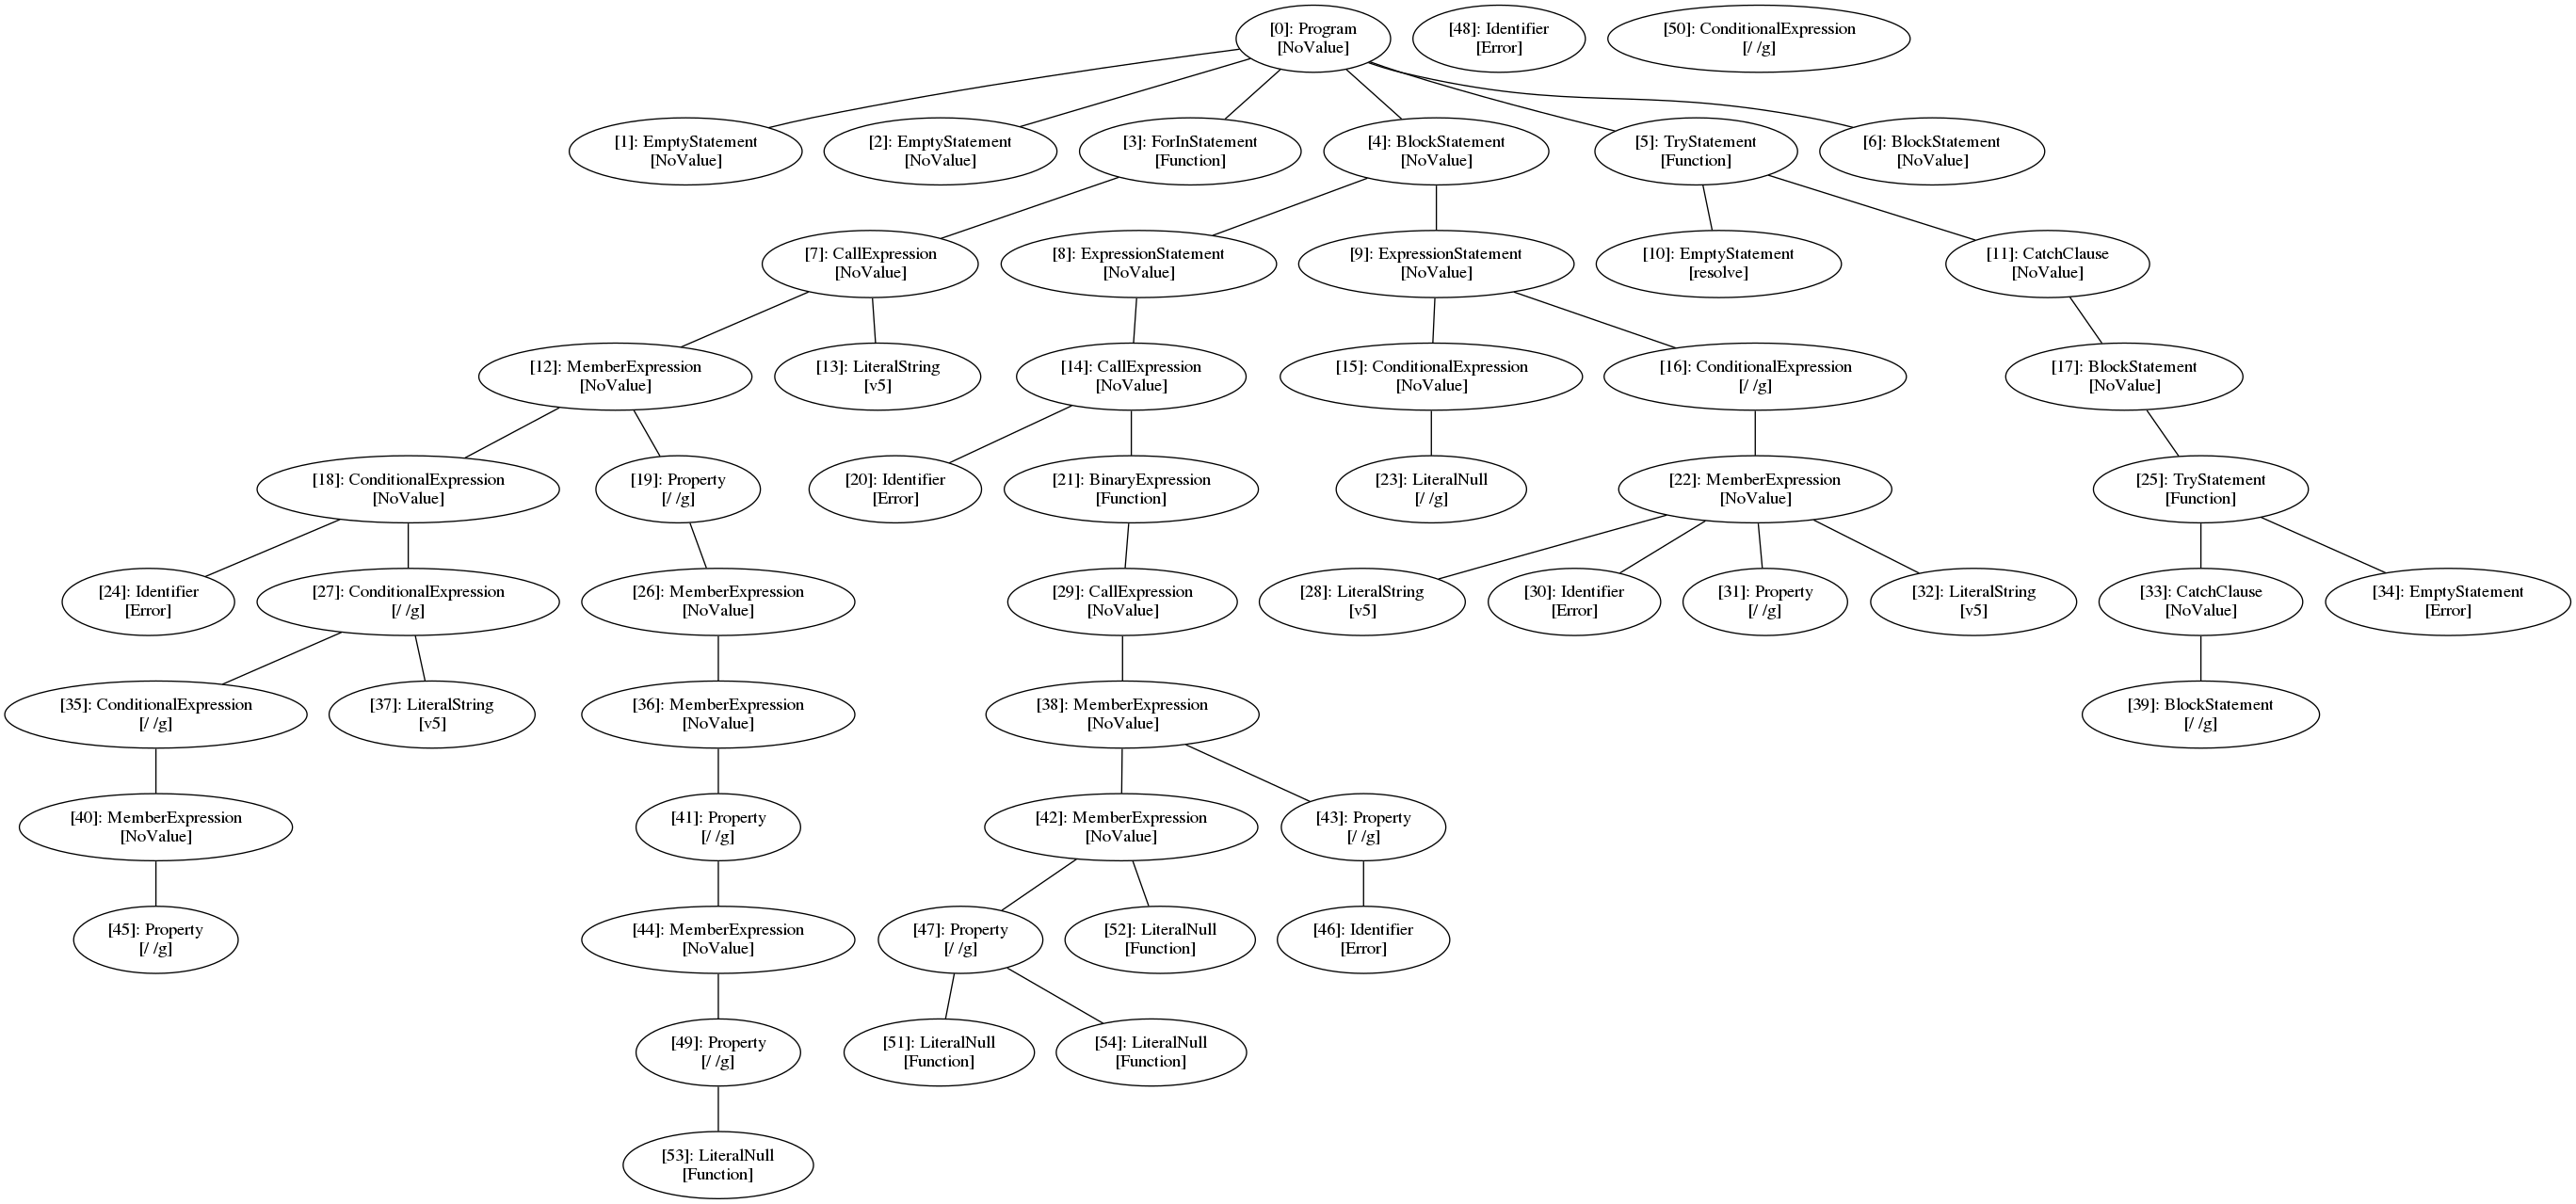 [0]: Program
[NoValue]
[48]: Identifier
[Error]
[50]: ConditionalExpression
[/ /g]
[1]: EmptyStatement
[NoValue]
[2]: EmptyStatement
[NoValue]
[3]: ForInStatement
[Function]
[4]: BlockStatement
[NoValue]
[5]: TryStatement
[Function]
[6]: BlockStatement
[NoValue]
[7]: CallExpression
[NoValue]
[8]: ExpressionStatement
[NoValue]
[9]: ExpressionStatement
[NoValue]
[10]: EmptyStatement
[resolve]
[11]: CatchClause
[NoValue]
[12]: MemberExpression
[NoValue]
[13]: LiteralString
[v5]
[14]: CallExpression
[NoValue]
[15]: ConditionalExpression
[NoValue]
[16]: ConditionalExpression
[/ /g]
[17]: BlockStatement
[NoValue]
[18]: ConditionalExpression
[NoValue]
[19]: Property
[/ /g]
[20]: Identifier
[Error]
[21]: BinaryExpression
[Function]
[23]: LiteralNull
[/ /g]
[22]: MemberExpression
[NoValue]
[25]: TryStatement
[Function]
[24]: Identifier
[Error]
[27]: ConditionalExpression
[/ /g]
[26]: MemberExpression
[NoValue]
[29]: CallExpression
[NoValue]
[28]: LiteralString
[v5]
[30]: Identifier
[Error]
[31]: Property
[/ /g]
[32]: LiteralString
[v5]
[33]: CatchClause
[NoValue]
[34]: EmptyStatement
[Error]
[35]: ConditionalExpression
[/ /g]
[37]: LiteralString
[v5]
[36]: MemberExpression
[NoValue]
[38]: MemberExpression
[NoValue]
[39]: BlockStatement
[/ /g]
[40]: MemberExpression
[NoValue]
[41]: Property
[/ /g]
[42]: MemberExpression
[NoValue]
[43]: Property
[/ /g]
[45]: Property
[/ /g]
[44]: MemberExpression
[NoValue]
[47]: Property
[/ /g]
[52]: LiteralNull
[Function]
[46]: Identifier
[Error]
[49]: Property
[/ /g]
[51]: LiteralNull
[Function]
[54]: LiteralNull
[Function]
[53]: LiteralNull
[Function]